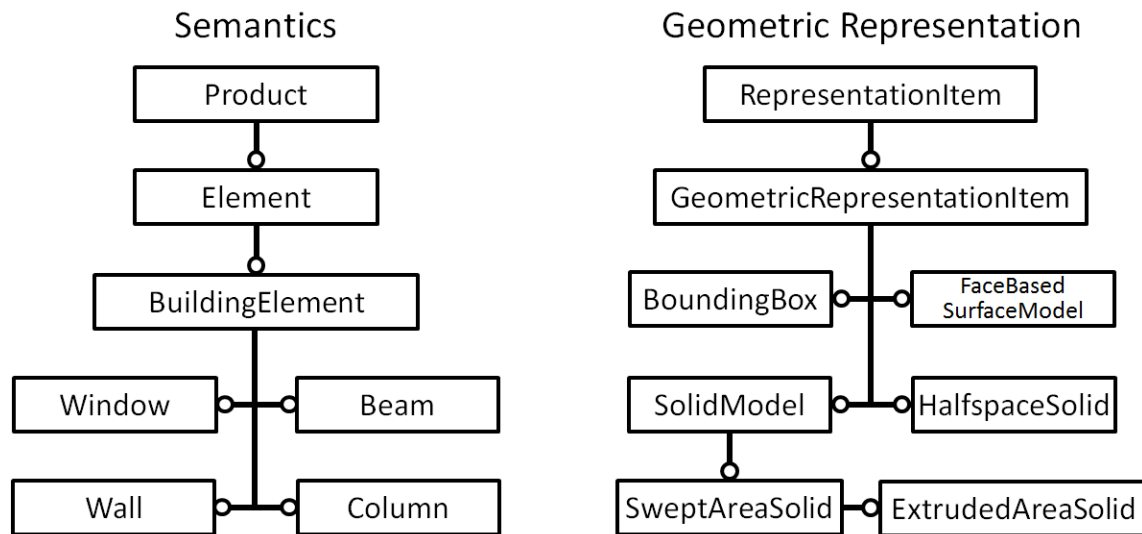 Semantics
Product
Element
BuildingElement
Window
Beam
Wall
Column
Geometric Representation
RepresentationItem
GeometricRepresentationItem
BoundingBox
FaceBased
SurfaceModel
SolidModel
HalfspaceSolid
SweptAreaSolid
ExtrudedAreaSolid